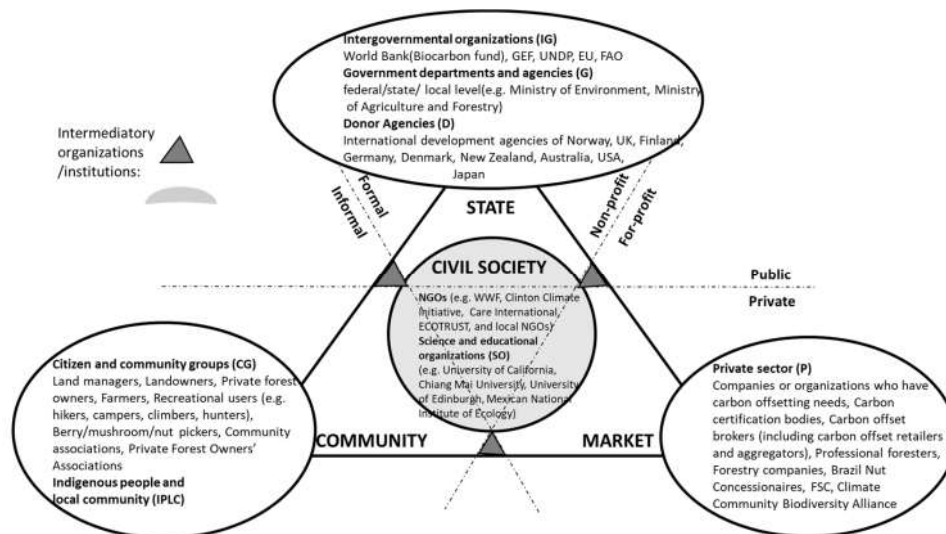 Intergovernmental organizations (IG)
World Bank(Biocarbon fund), GEF, UNDP, EU, FAO
Government departments and agencies (G)
federal/state/ local level(e.g. Ministry of Environment, Ministry
of Agriculture and Forestry)
Donor Agencies (D)
International development agencies of Norway, UK, Finland,
Germany, Denmark, New Zealand, Australia, USA,
Japan
Intermediatory
organizations
/institutions:
Formal
Informal
STATE
Non-profit
For-profit
Public
Private
CIVIL SOCIETY
NGOs (e.g. WWF, Clinton Climate
Initiative, Care International,
ECOTRUST, and local NGOs)
Science and educational
organizations (SO)
(e.g. University of California,
Chiang Mai University, University
of Edinburgh, Mexican National
Institute of Ecology)
Citizen and community groups (CG)
Land managers, Landowners, Private forest
owners, Farmers, Recreational users (e.g.
hikers, campers, climbers, hunters),
Berry/mushroom/nut pickers, Community
associations, Private Forest Owners’
Associations
Indigenous people and
local community (IPLC)
COMMUNITY
MARKET
Private sector (P)
Companies or organizations who have
carbon offsetting needs, Carbon
certification bodies, Carbon offset
brokers (including carbon offset retailers
and aggregators), Professional foresters,
Forestry companies, Brazil Nut
Concessionaires, FSC, Climate
Community Biodiversity Alliance